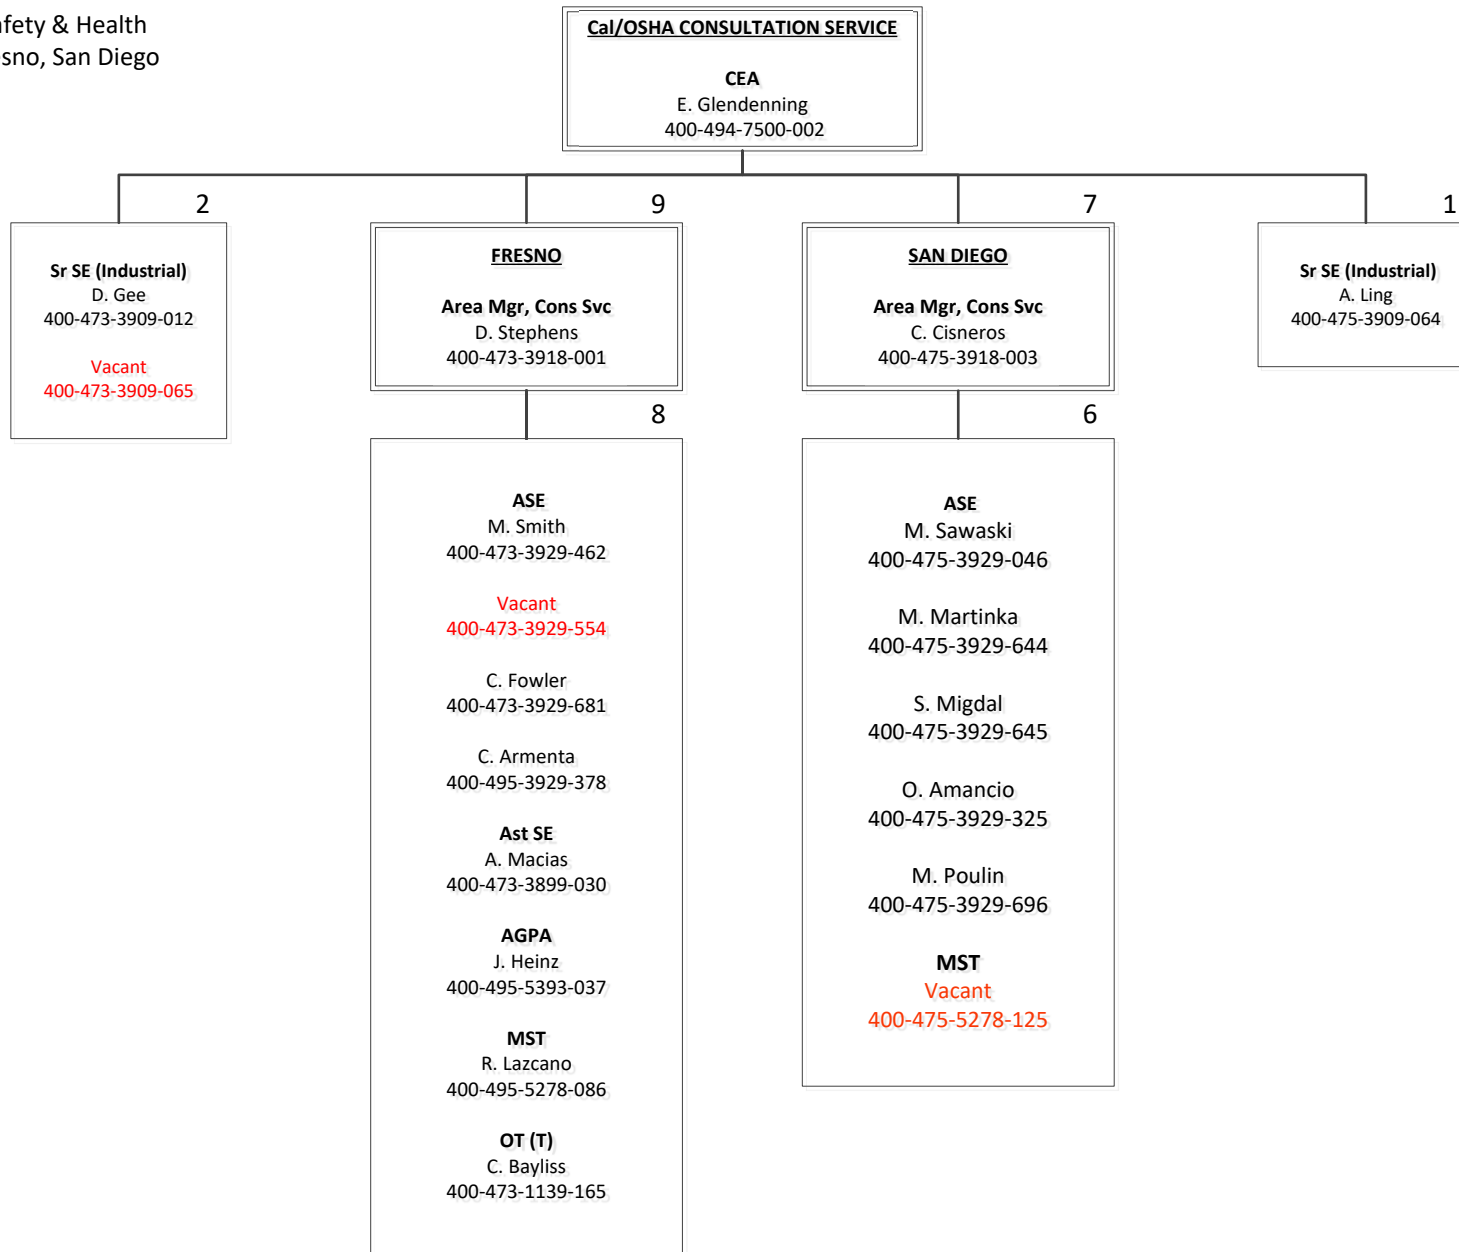 fety & Health
sno, San Diego
Cal/OSHA CONSULTATION SERVICE
CEA
E. Glendenning
400-494-7500-002
2
Sr SE (Industrial)
D. Gee
400-473-3909-012
Vacant
400-473-3909-065
9
FRESNO
Area Mgr, Cons Svc
D. Stephens
400-473-3918-001
7
SAN DIEGO
Area Mgr, Cons Svc
C. Cisneros
400-475-3918-003
1
Sr SE (Industrial)
A. Ling
400-475-3909-064
8
ASE
M. Smith
400-473-3929-462
Vacant
400-473-3929-554
C. Fowler
400-473-3929-681
C. Armenta
400-495-3929-378
Ast SE
A. Macias
400-473-3899-030
AGPA
J. Heinz
400-495-5393-037
MST
R. Lazcano
400-495-5278-086
OT (T)
C. Bayliss
400-473-1139-165
6
ASE
M. Sawaski
400-475-3929-046
M. Martinka
400-475-3929-644
S. Migdal
400-475-3929-645
O. Amancio
400-475-3929-325
M. Poulin
400-475-3929-696
MST
Vacant
400-475-5278-125